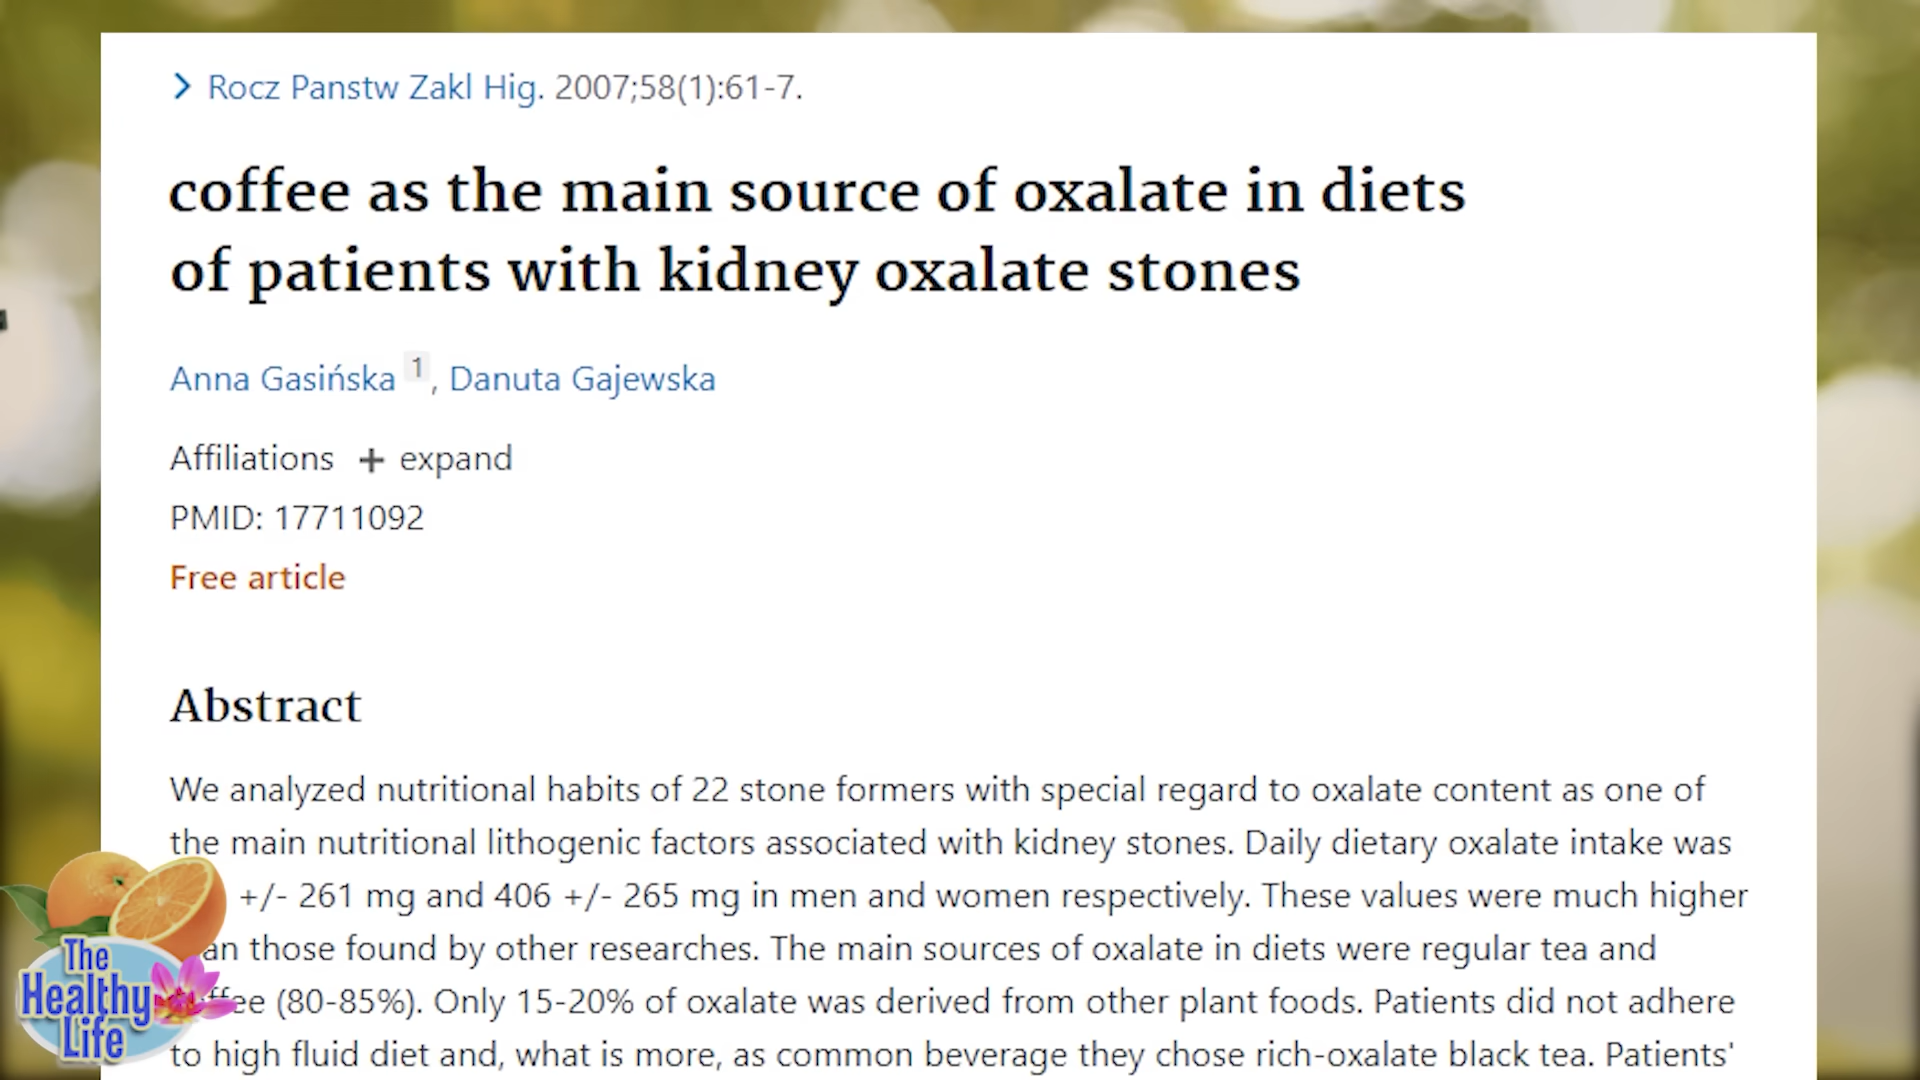 Rocz Panstw Zakl Hig. 2007;58(1):61-7.
coffee as the main source of oxalate in diets
of patients with kidney oxalate stones
Anna Gasińska 1, Danuta Gajewska
Affiliations + expand
PMID: 17711092
Free article
Abstract
We analyzed nutritional habits of 22 stone formers with special regard to oxalate content as one of
the main nutritional lithogenic factors associated with kidney stones. Daily dietary oxalate intake was
+/- 261 mg and 406 +/- 265 mg in men and women respectively. These values were much higher
those found by other researches. The main sources of oxalate in diets were regular tea and
(80-85%). Only 15-20% of oxalate was derived from other plant foods. Patients did not adhere
to high fluid diet and, what is more, as common beverage they chose rich-oxalate black tea. Patients'
The
Healthy
Life